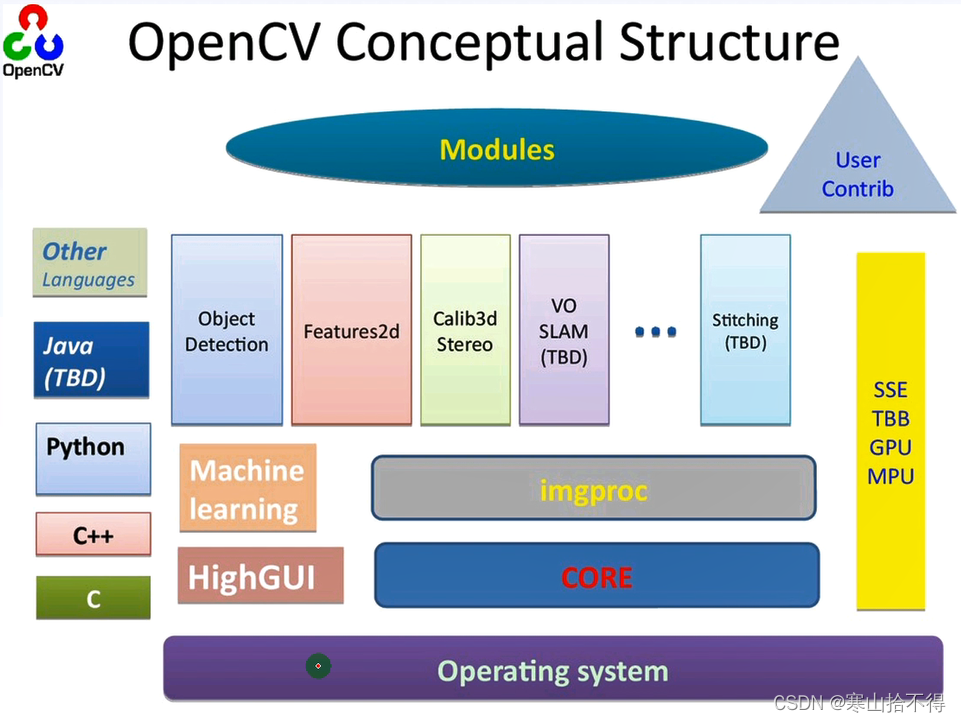 OpenCV
OpenCV Conceptual Structure
Modules
User
Contrib
Other
Languages
Java
(TBD)
Python
C++
C
Object
Detection
Features2d
Calib3d
Stereo
VO
SLAM
(TBD)
Stitching
(TBD)
Machine
learning
imgproc
HighGUI
CORE
SSE
TBB
GPU
MPU
Operating system
CSDN @寒山拾不得